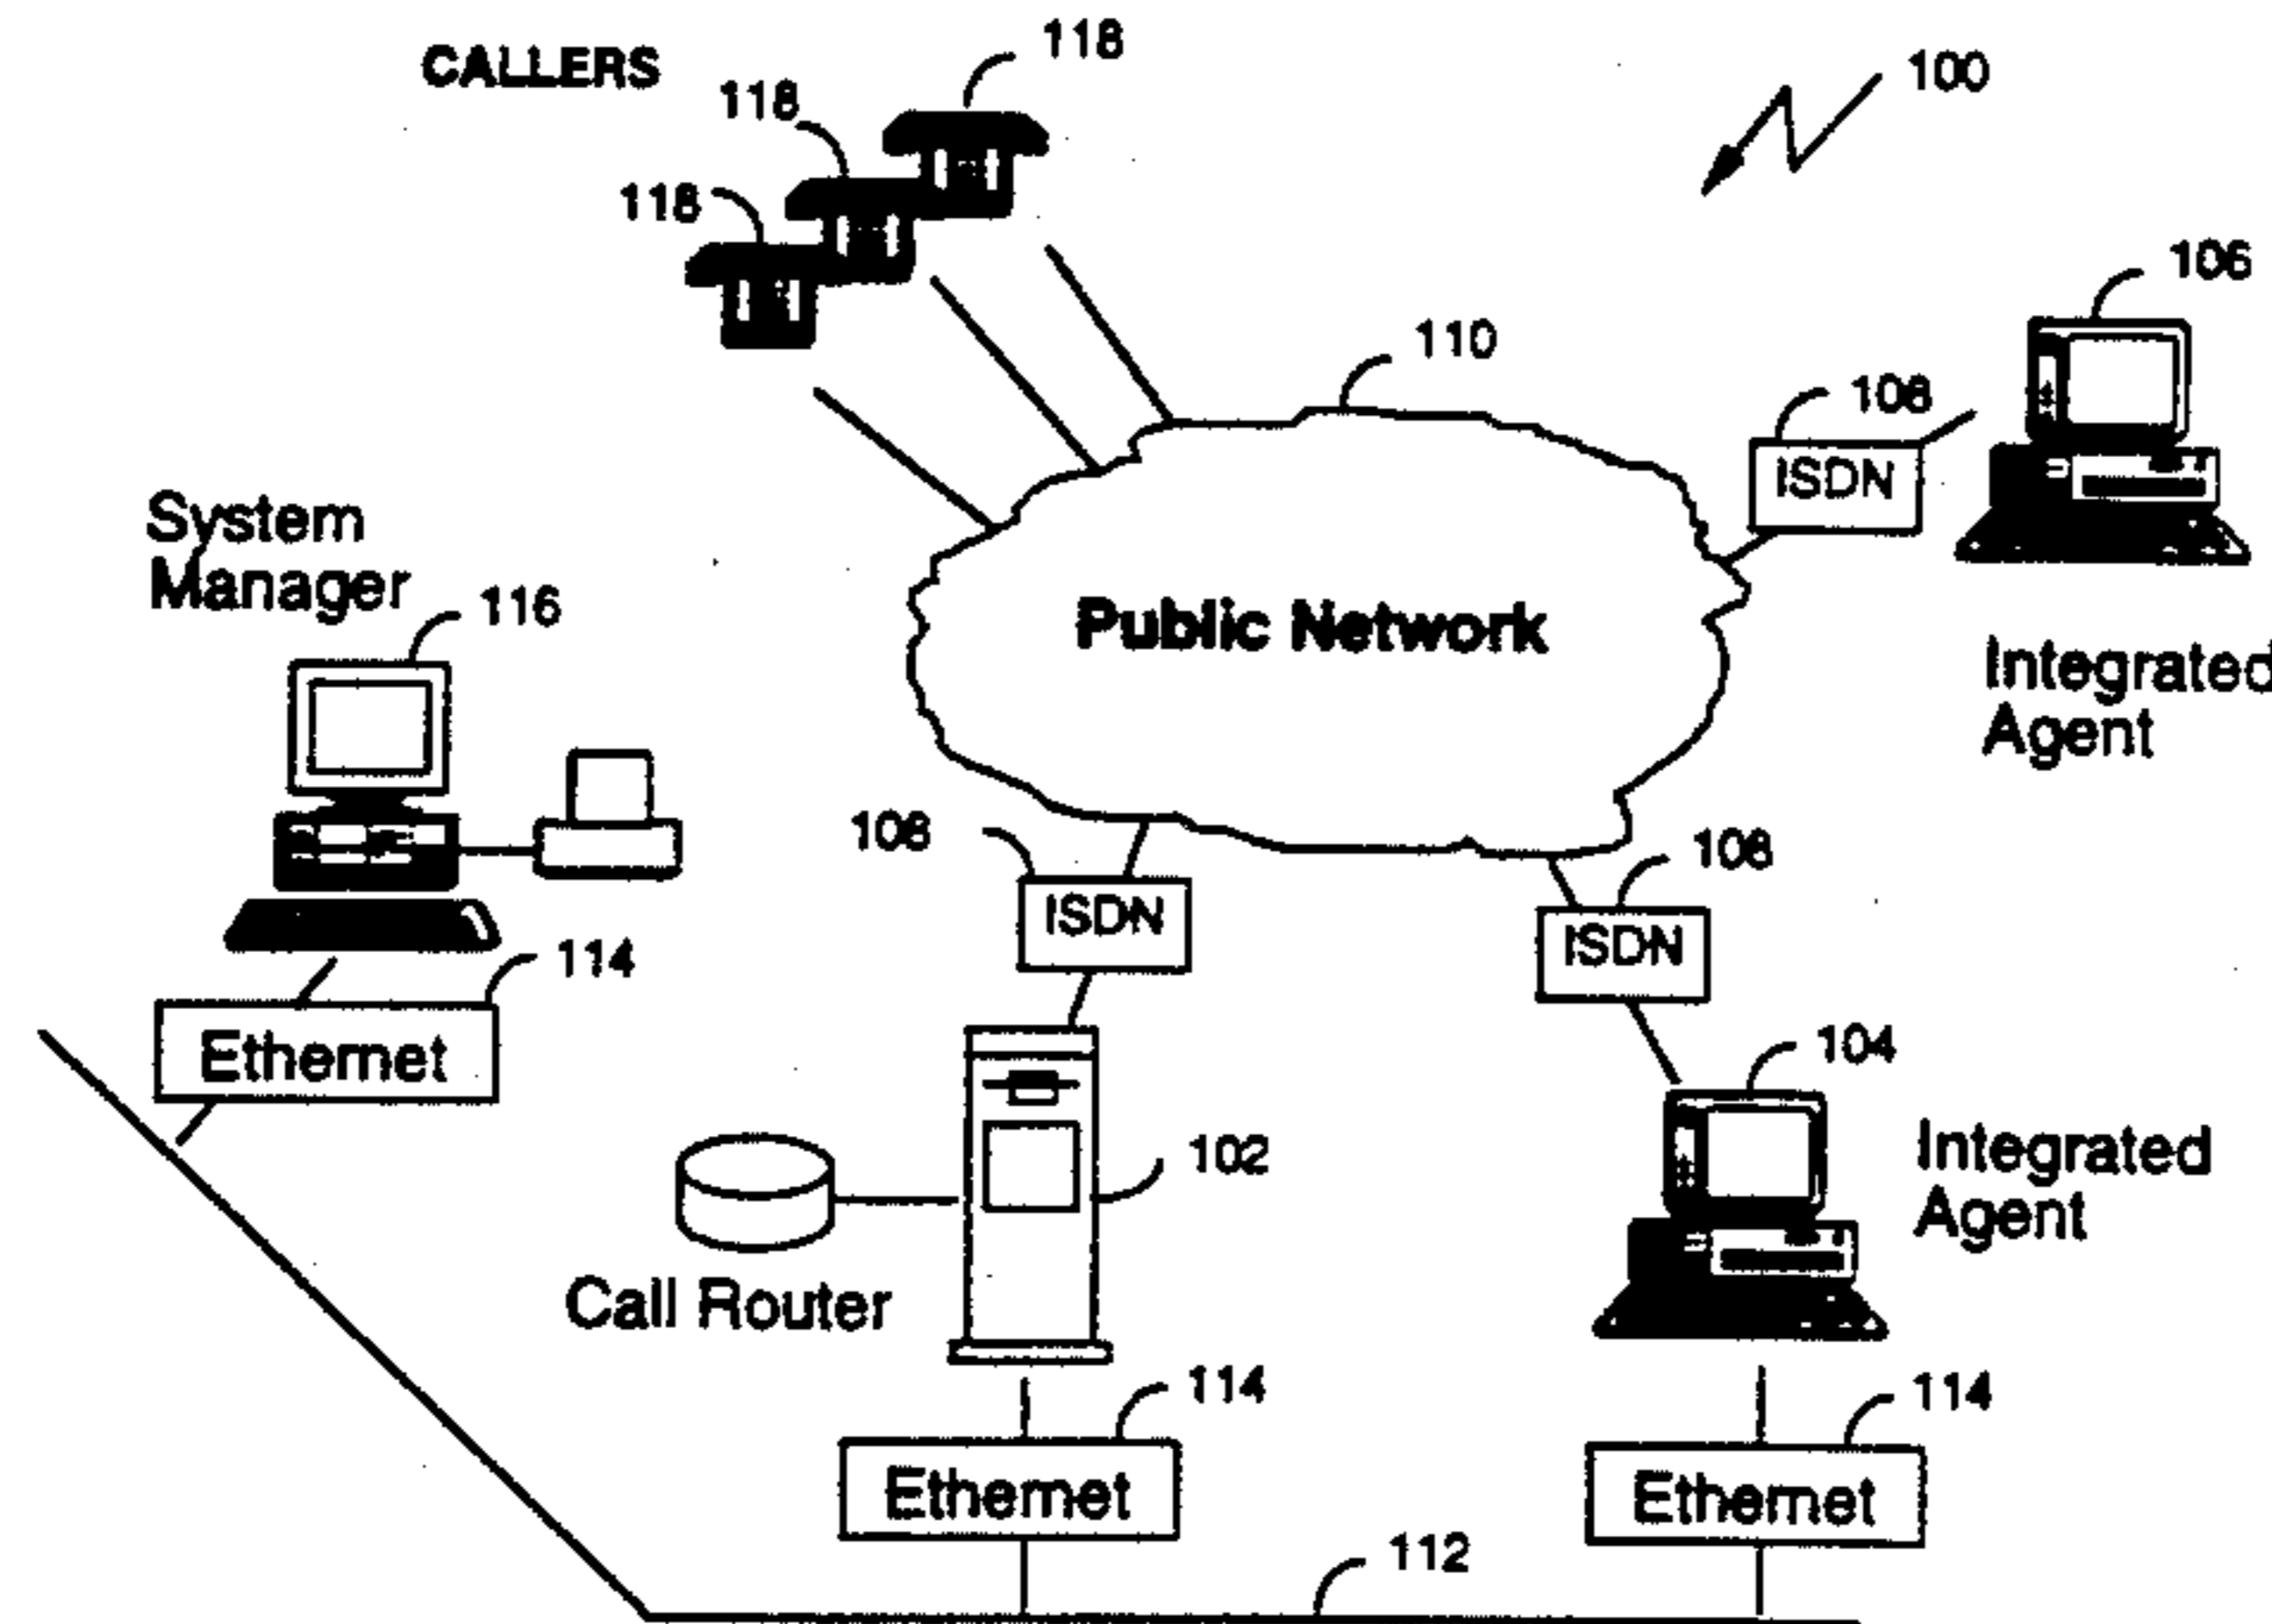 CALLERS
118
118
118
100
106
110
108
ISDN
System
Manager
116
Public Network
Integrated
Agent
108
ISDN
108
ISDN
114
Ethernet
104
Integrated
Agent
102
Call Router
114
Ethernet
114
Ethernet
112